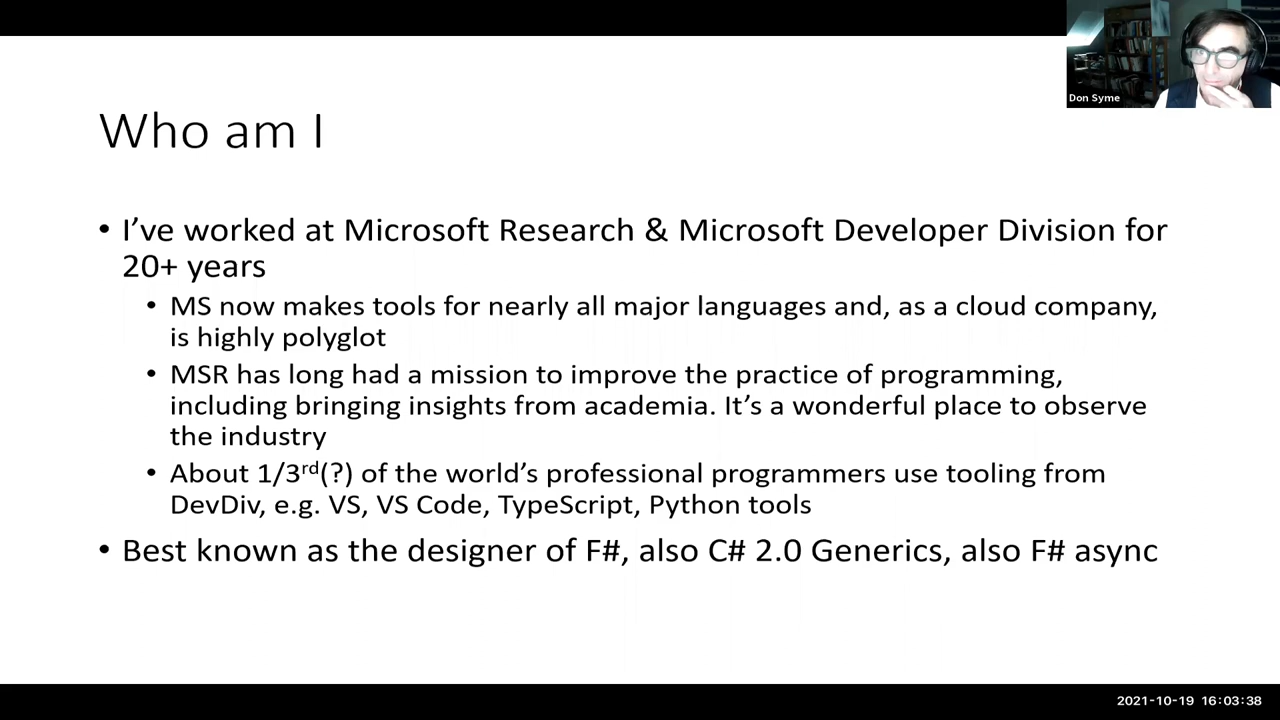 Don Syme
Who am I
• I’ve worked at Microsoft Research & Microsoft Developer Division for
20+ years
• MS now makes tools for nearly all major languages and, as a cloud company,
is highly polyglot
• MSR has long had a mission to improve the practice of programming,
including bringing insights from academia. It’s a wonderful place to observe
the industry
• About 1/3rd(?) of the world’s professional programmers use tooling from
DevDiv, e.g. VS, VS Code, TypeScript, Python tools
• Best known as the designer of F#, also C# 2.0 Generics, also F# async
2021-10-19 16:03:38